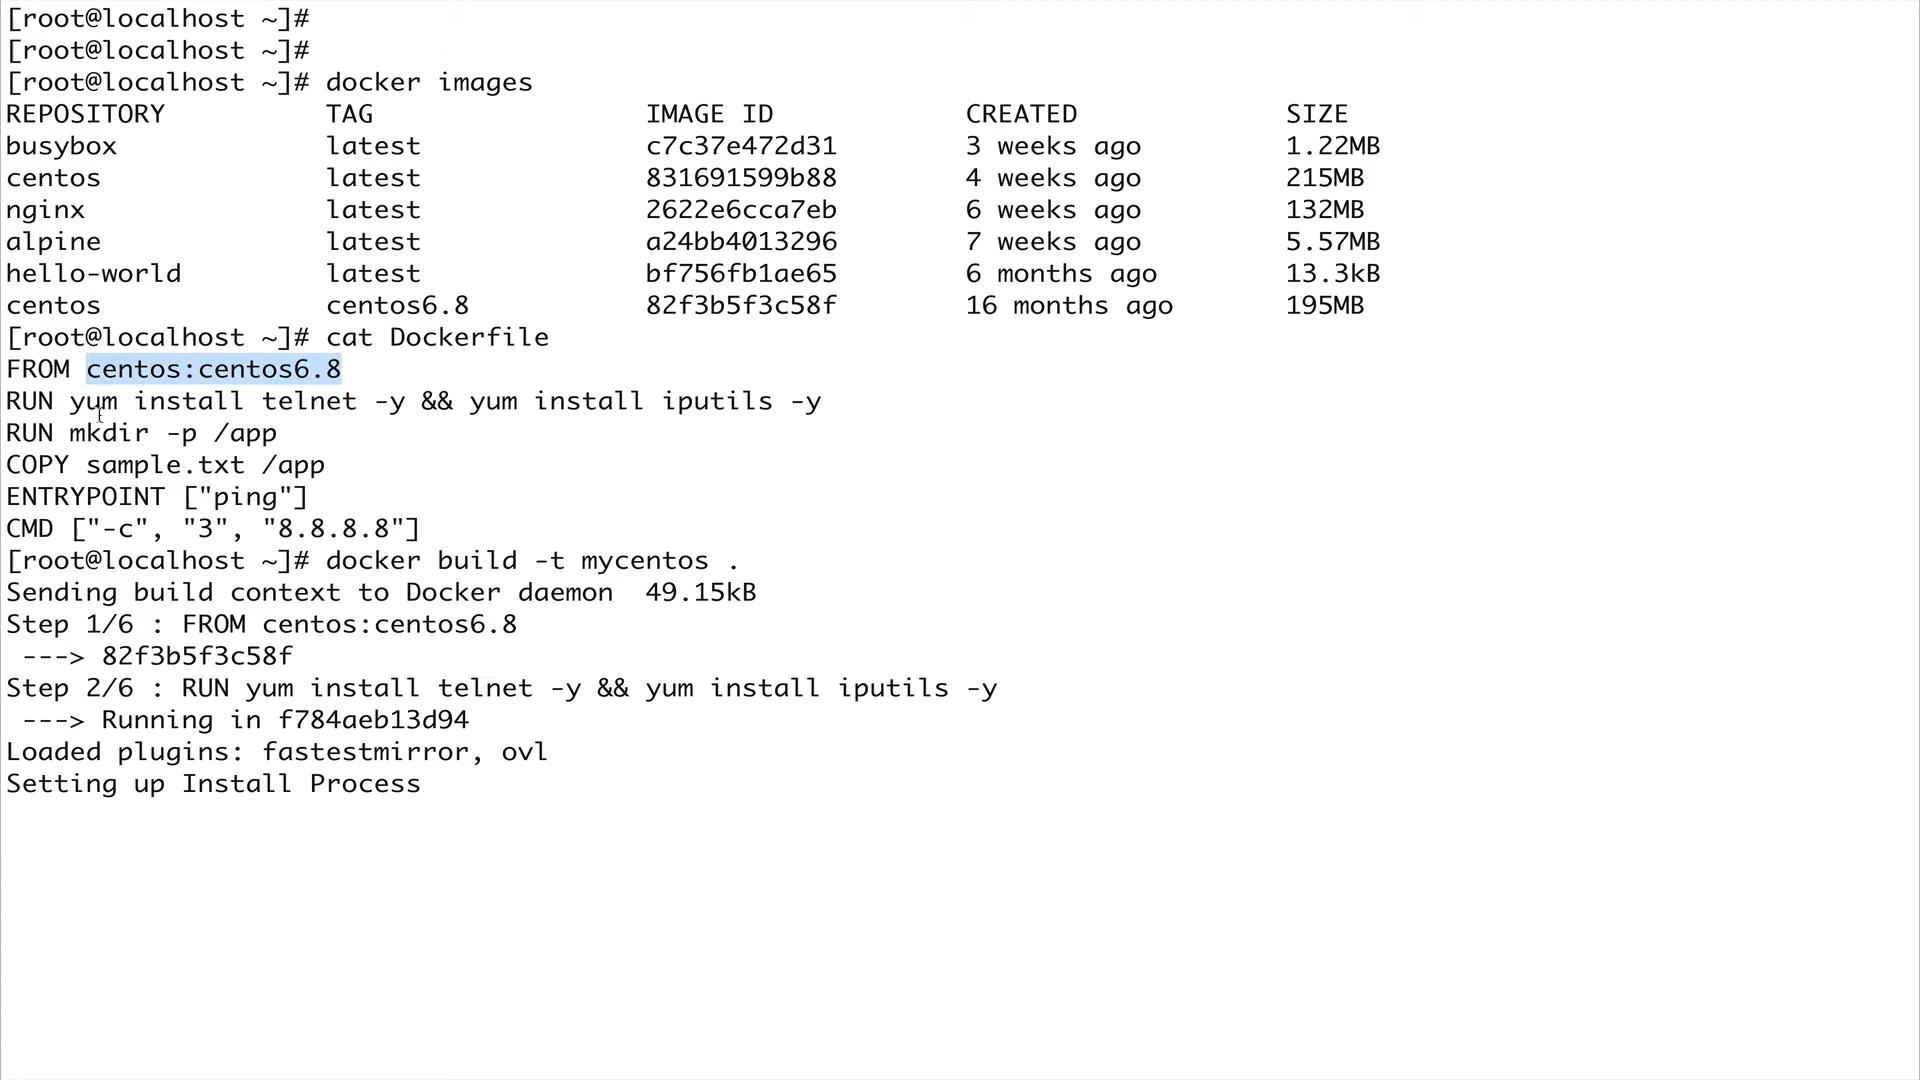 [root@localhost ~]#
[root@localhost ~]#
[root@localhost ~]# docker images
REPOSITORY          TAG                 IMAGE ID            CREATED             SIZE
busybox             latest              c7c37e472d31        3 weeks ago         1.22MB
centos              latest              831691599b88        4 weeks ago         215MB
nginx               latest              2622e6cca7eb        6 weeks ago         132MB
alpine              latest              a24bb4013296        7 weeks ago         5.57MB
hello-world         latest              bf756fb1ae65        6 months ago        13.3kB
centos              centos6.8           82f3b5f3c58f        16 months ago       195MB
[root@localhost ~]# cat Dockerfile
FROM centos:centos6.8
RUN yum install telnet -y && yum install iputils -y
RUN mkdir -p /app
COPY sample.txt /app
ENTRYPOINT ["ping"]
CMD ["-c", "3", "8.8.8.8"]
[root@localhost ~]# docker build -t mycentos .
Sending build context to Docker daemon  49.15kB
Step 1/6 : FROM centos:centos6.8
 ---> 82f3b5f3c58f
Step 2/6 : RUN yum install telnet -y && yum install iputils -y
 ---> Running in f784aeb13d94
Loaded plugins: fastestmirror, ovl
Setting up Install Process